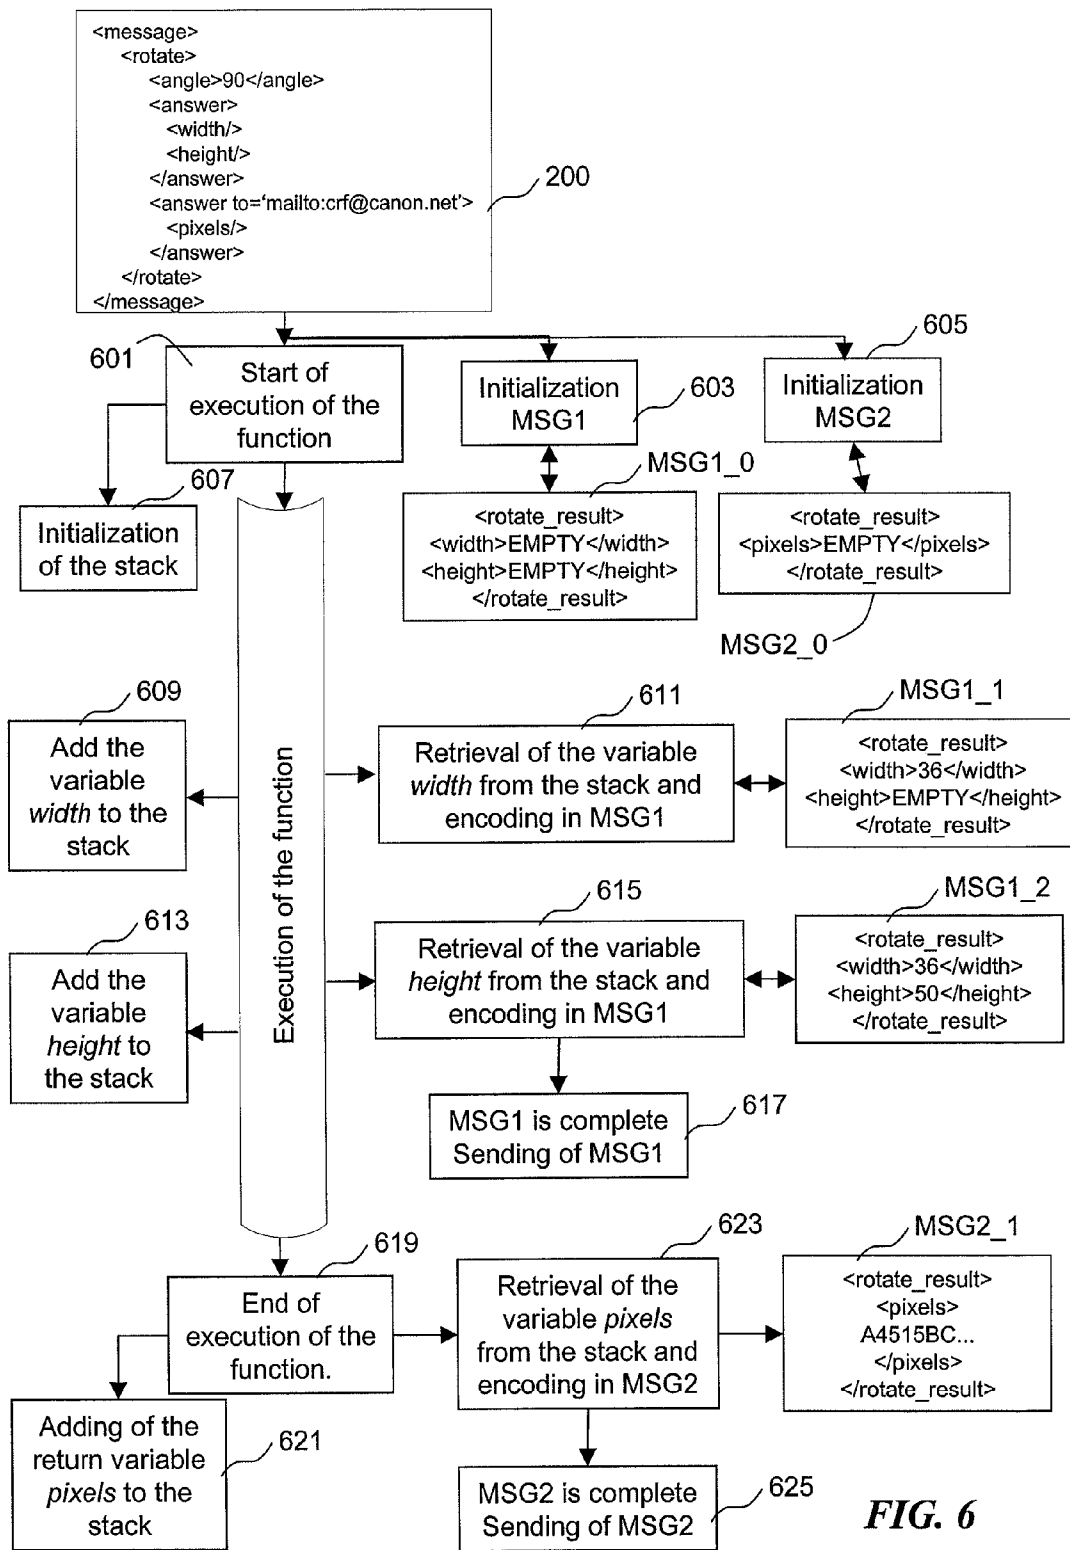 <message>
<rotate>
<angle>90</angle>
<answer>
<width/>
<height/>
</answer>
<answer to='mailto:crf@canon.net'>
<pixels/>
</answer>
</rotate>
</message>
200
601
Start of
execution of the
function
Initialization
MSG1
603
605
Initialization
MSG2
607
Initialization
of the stack
MSG1_0
<rotate_result>
<width>EMPTY</width>
<height>EMPTY</height>
</rotate_result>
<rotate_result>
<pixels>EMPTY</pixels>
</rotate_result>
MSG2_0
Execution of the function
609
Add the
variable
width to the
stack
611
Retrieval of the variable
width from the stack and
encoding in MSG1
MSG1_1
<rotate_result>
<width>36</width>
<height>EMPTY</height>
</rotate_result>
613
Add the
variable
height to
the stack
615
Retrieval of the variable
height from the stack and
encoding in MSG1
MSG1_2
<rotate_result>
<width>36</width>
<height>50</height>
</rotate_result>
MSG1 is complete
Sending of MSG1
617
619
End of
execution of the
function.
623
Retrieval of the
variable pixels
from the stack and
encoding in MSG2
MSG2_1
<rotate_result>
<pixels>
A4515BC...
</pixels>
</rotate_result>
Adding of the
return variable
pixels to the
stack
621
MSG2 is complete
Sending of MSG2
625
FIG. 6